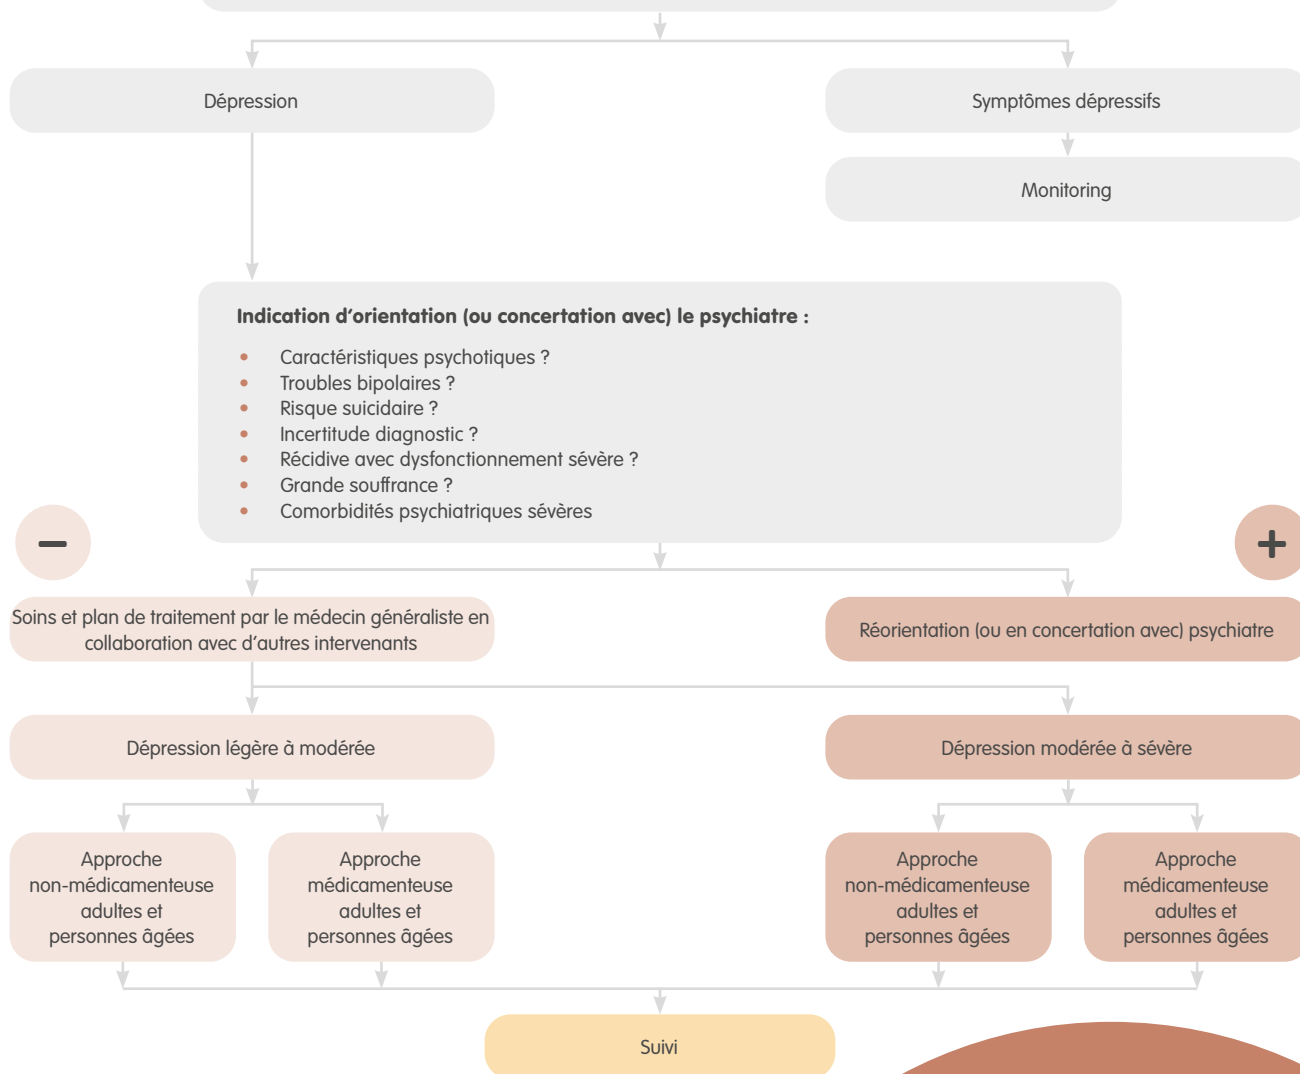 Dépression
Symptômes dépressifs
Monitoring
Indication d'orientation (ou concertation avec) le psychiatre :
• Caractéristiques psychotiques ?
• Troubles bipolaires ?
• Risque suicidaire ?
• Incertitude diagnostic ?
• Récidive avec dysfonctionnement sévère ?
• Grande souffrance ?
• Comorbidités psychiatriques sévères
−
+
Soins et plan de traitement par le médecin généraliste en
collaboration avec d'autres intervenants
Réorientation (ou en concertation avec) psychiatre
Dépression légère à modérée
Dépression modérée à sévère
Approche
non-médicamenteuse
adultes et
personnes âgées
Approche
médicamenteuse
adultes et
personnes âgées
Approche
non-médicamenteuse
adultes et
personnes âgées
Approche
médicamenteuse
adultes et
personnes âgées
Suivi